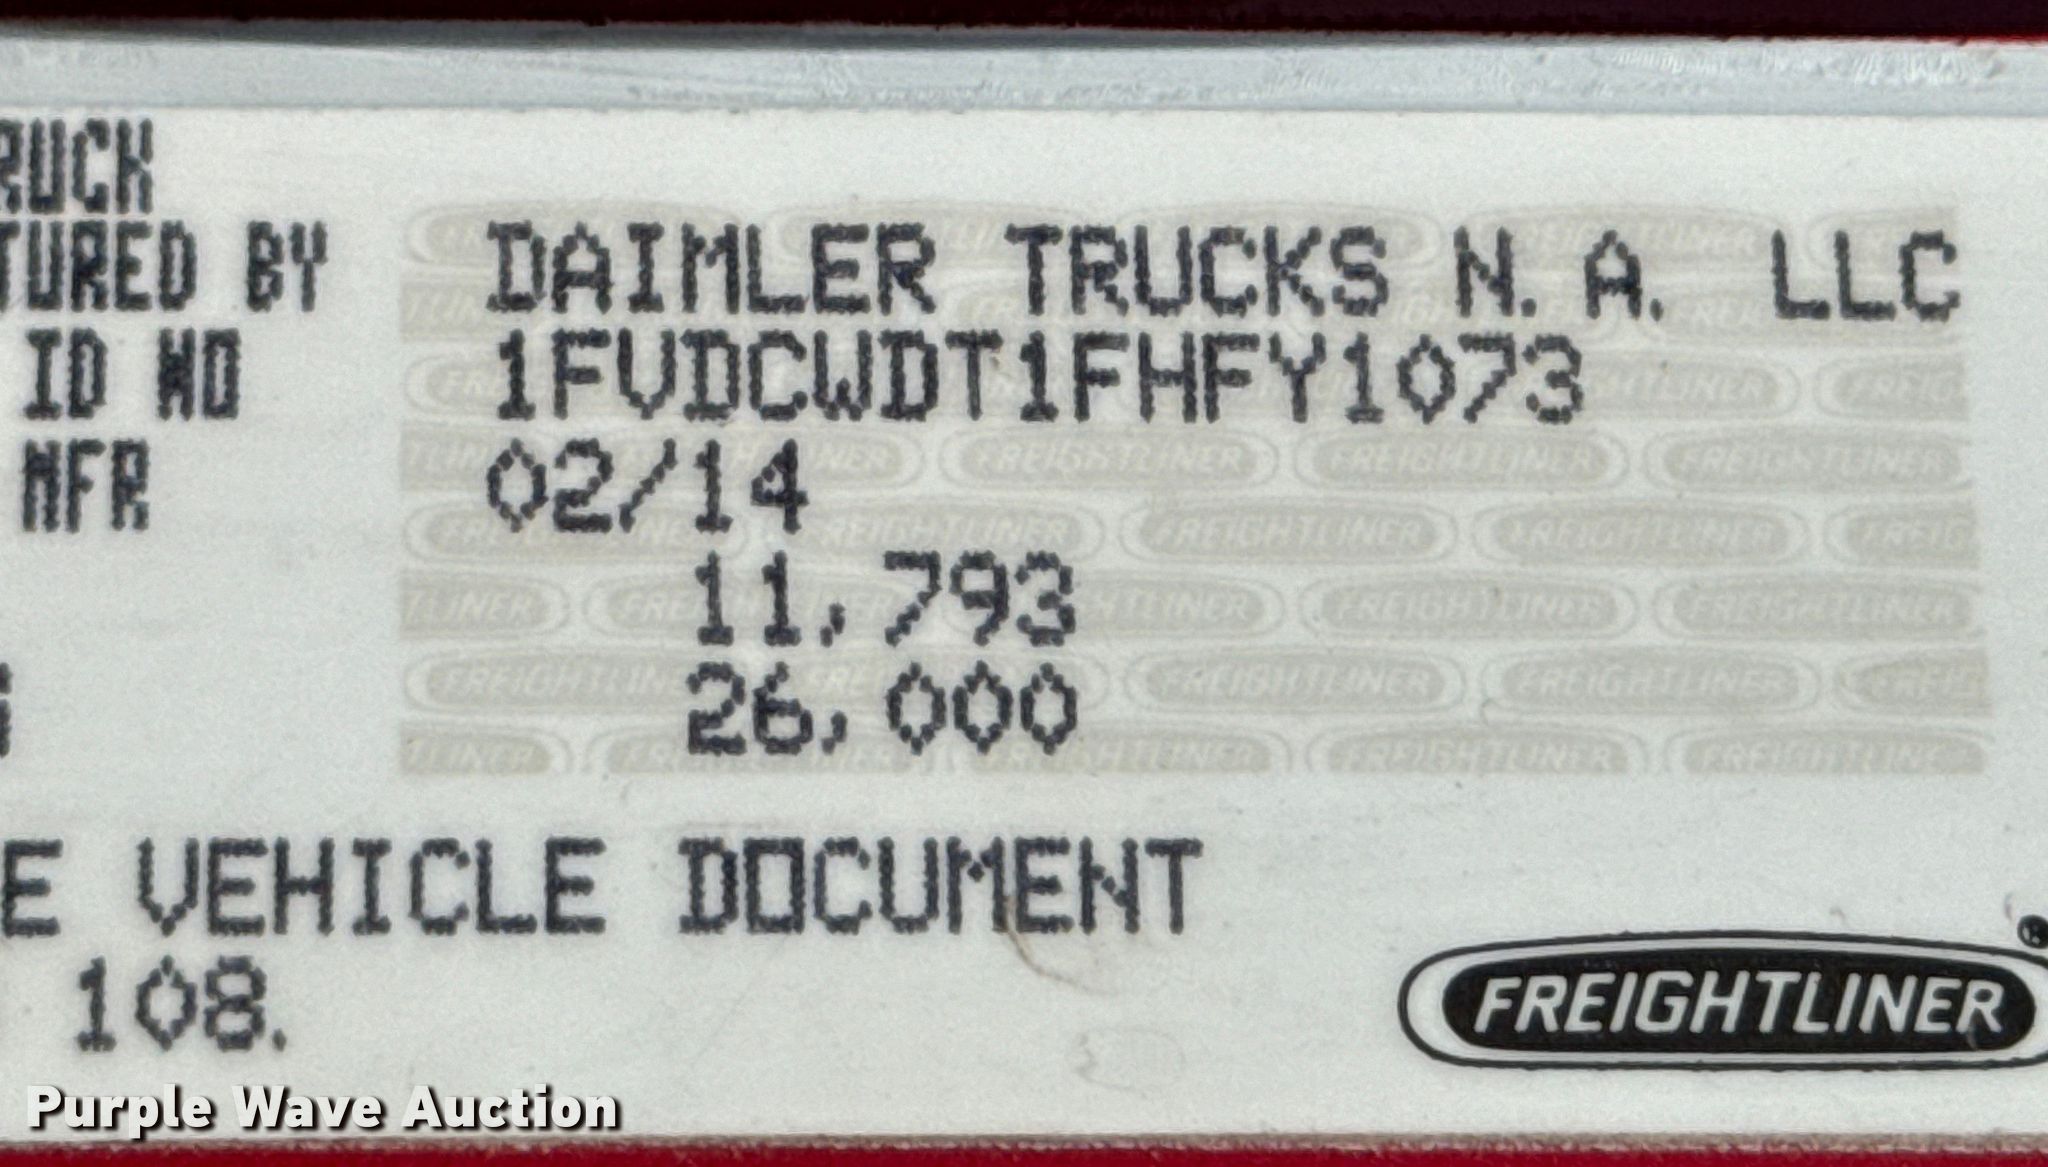 RUCK
TURED BY DAIMLER TRUCKS N.A. LLC
ID NO 1FVDCWDT1FHFY1073
MFR 02/14
11,793
26,000
E VEHICLE DOCUMENT
108.
FREIGHTLINER
Purple Wave Auction